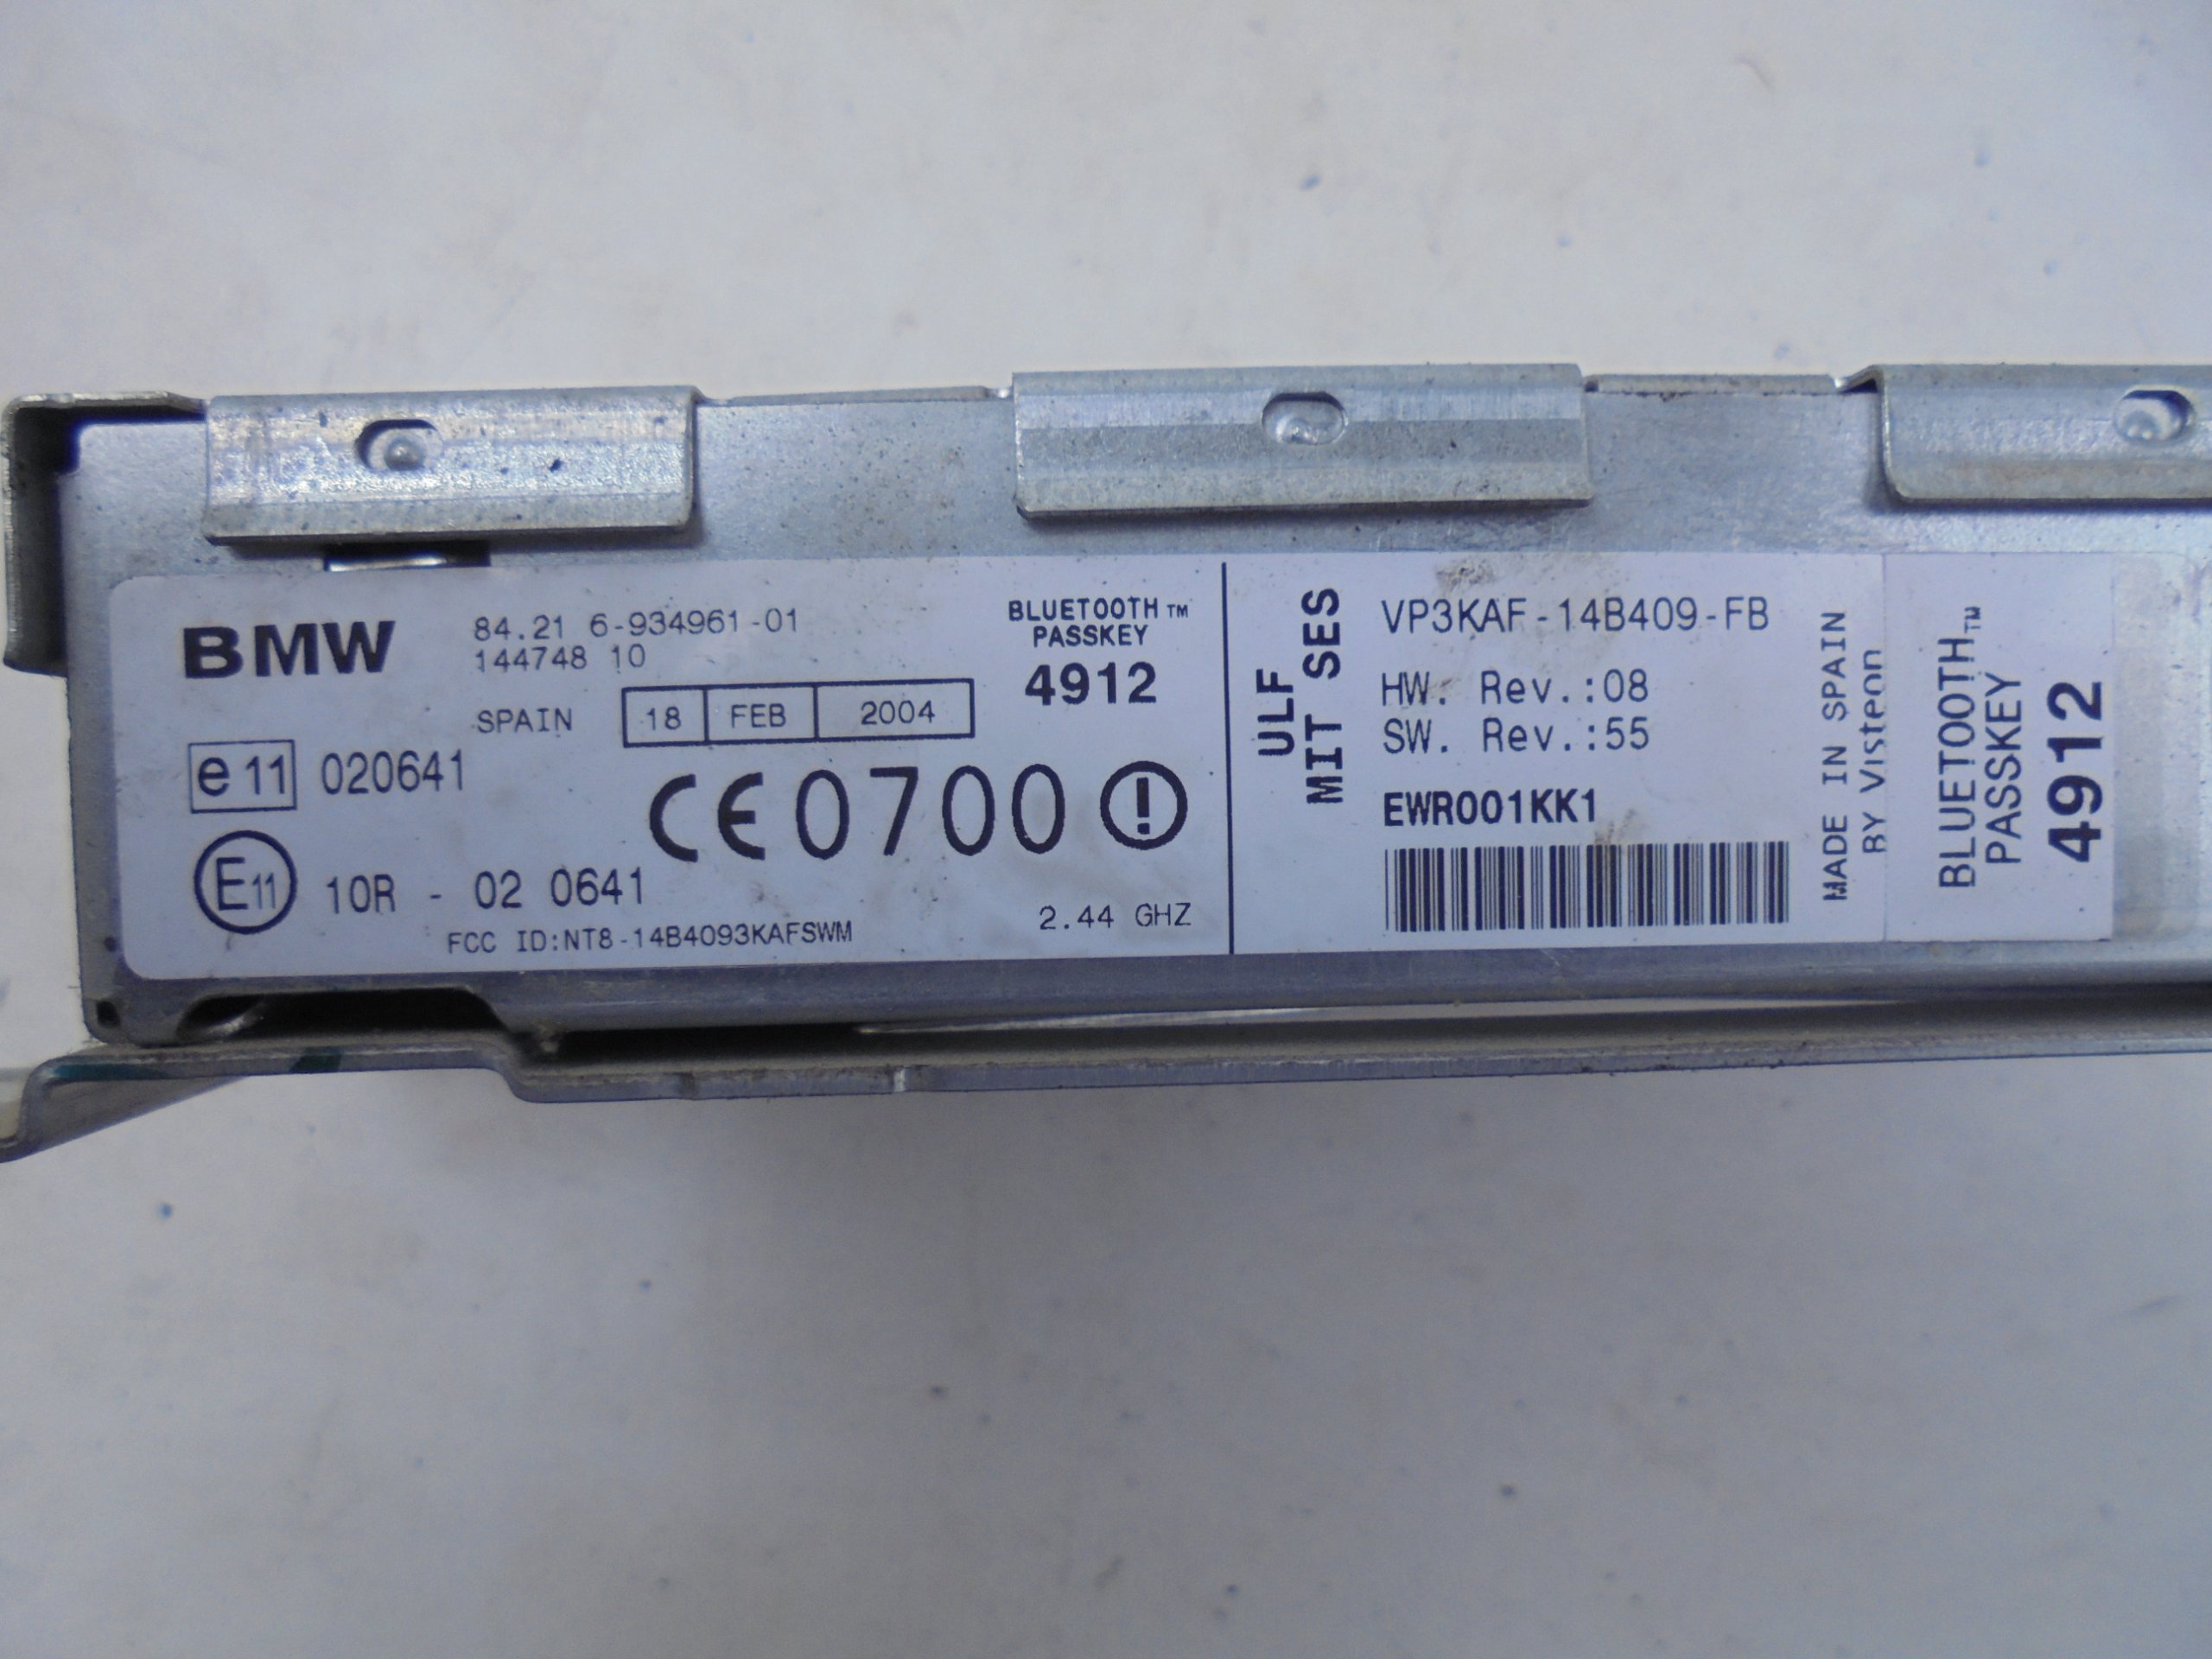 BMW
84.21 6-934961-01
144748 10
SPAIN 18 FEB 2004
BLUETOOTH TM
PASSKEY
4912
e11 020641
CE0700
E11 10R - 02 0641
FCC ID:NT8-14B4093KAFSWM
2.44 GHZ
ULF
MIT SES
VP3KAF-14B409-FB
HW. Rev.:08
SW. Rev.:55
EWR001KK1
MADE IN SPAIN
BY Visteon
BLUETOOTH TM
PASSKEY
4912